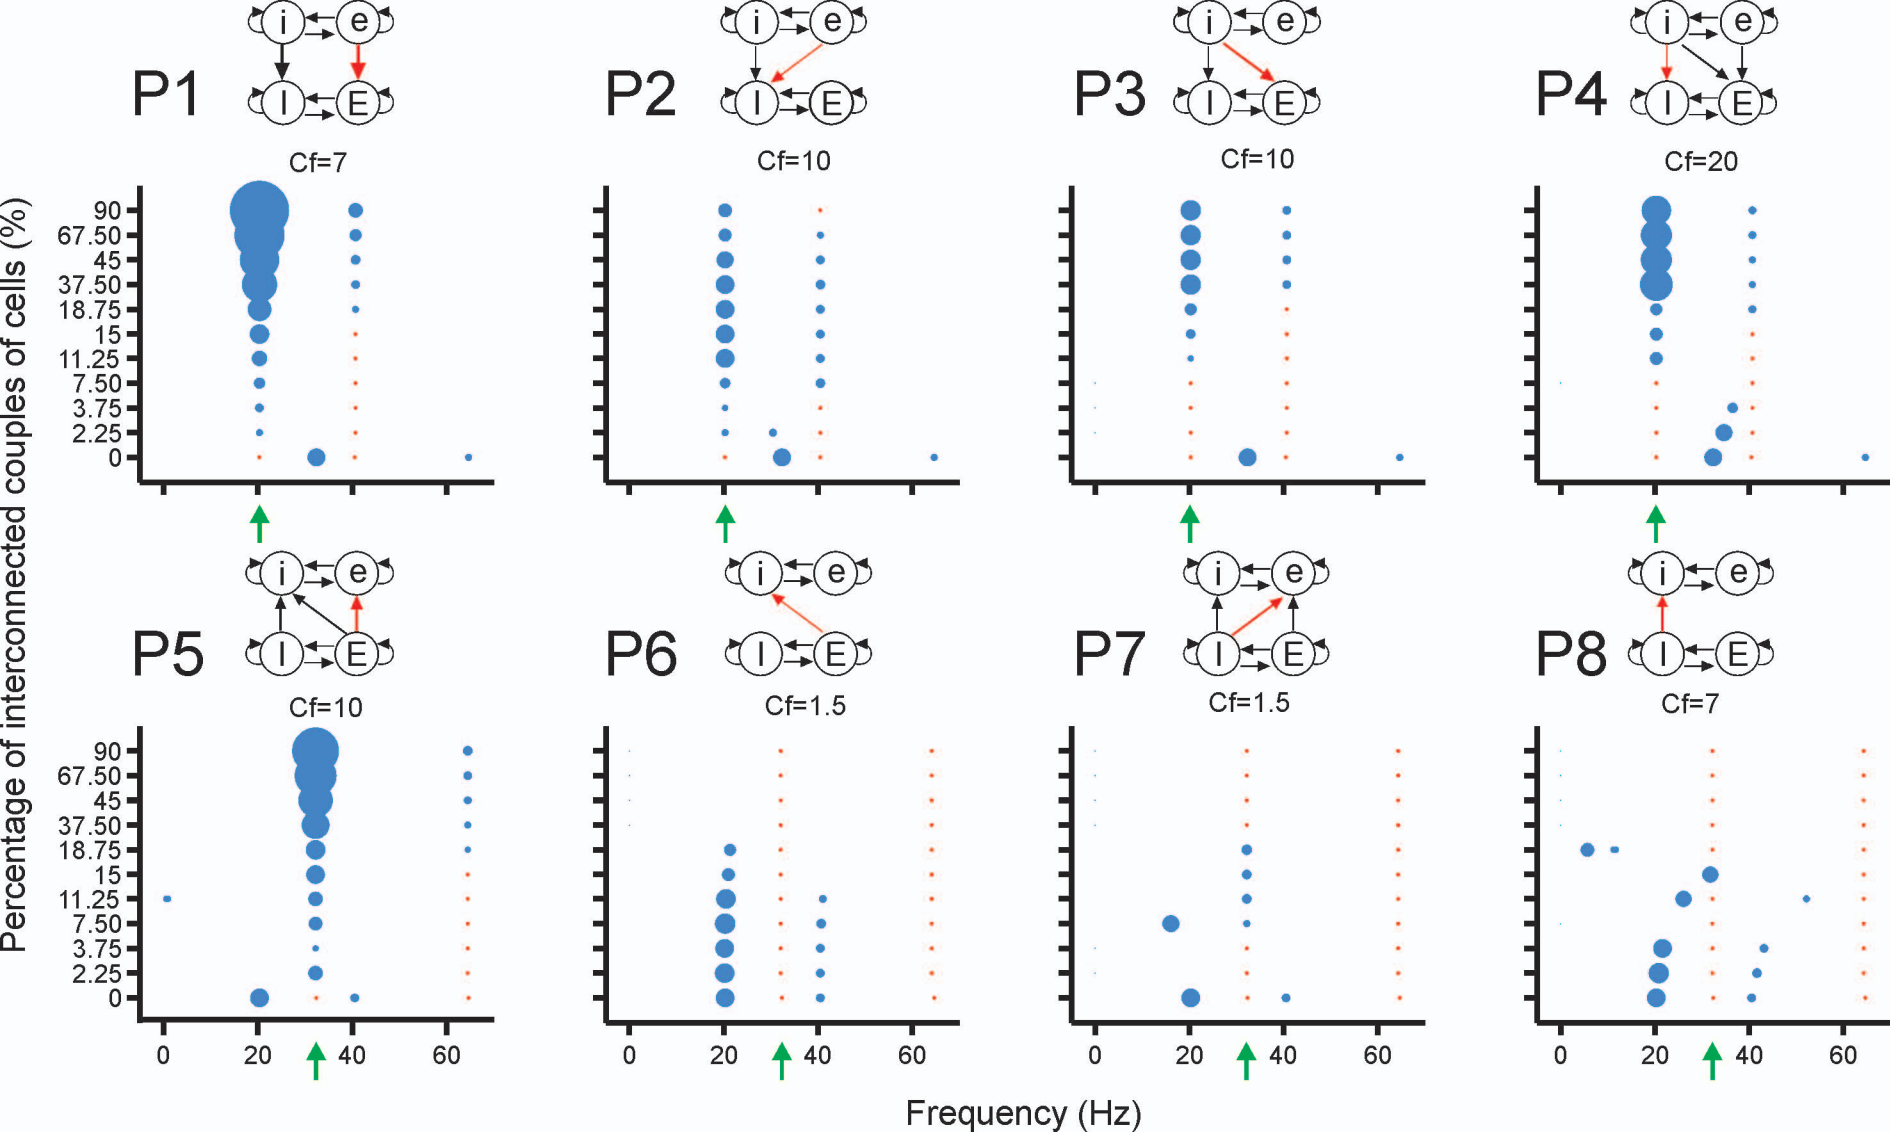 i e i e i e i e
P1 P2 P3 P4
I E I E I E I E
Cf=7 Cf=10 Cf=10 Cf=20
Percentage of interconnected couples of cells (%)
90
67.50
45
37.50
18.75
15
11.25
7.50
3.75
2.25
0
i e i e i e i e
P5 P6 P7 P8
I E I E I E I E
Cf=10 Cf=1.5 Cf=1.5 Cf=7
90
67.50
45
37.50
18.75
15
11.25
7.50
3.75
2.25
0
0 20 40 60 0 20 40 60 0 20 40 60 0 20 40 60
Frequency (Hz)